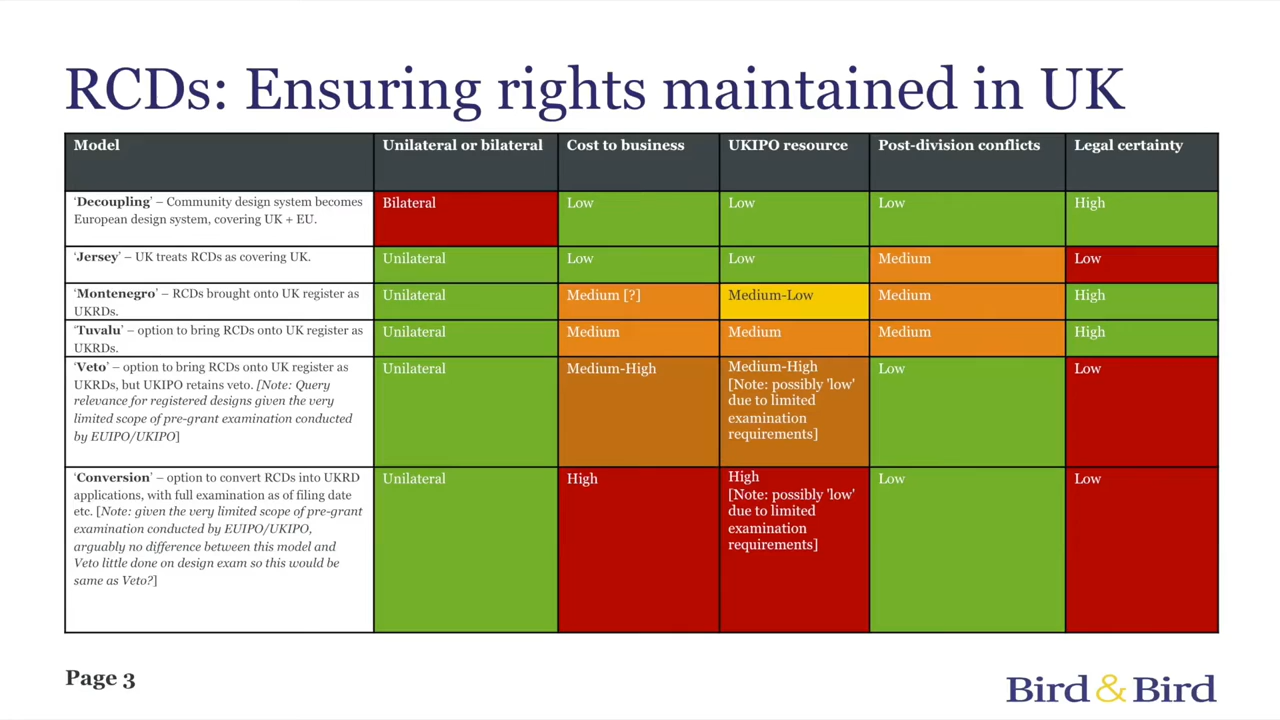 RCDs: Ensuring rights maintained in UK
Model
Unilateral or bilateral
Cost to business
UKIPO resource
Post-division conflicts
Legal certainty
‘Decoupling’ – Community design system becomes
European design system, covering UK + EU.
Bilateral
Low
Low
Low
High
‘Jersey’ – UK treats RCDs as covering UK.
Unilateral
Low
Low
Medium
Low
‘Montenegro’ – RCDs brought onto UK register as
UKRDs.
Unilateral
Medium [?]
Medium-Low
Medium
High
‘Tuvalu’ – option to bring RCDs onto UK register as
UKRDs.
Unilateral
Medium
Medium
Medium
High
‘Veto’ – option to bring RCDs onto UK register as
UKRDs, but UKIPO retains veto. [Note: Query
relevance for registered designs given the very
limited scope of pre-grant examination conducted
by EUIPO/UKIPO]
Unilateral
Medium-High
Medium-High
[Note: possibly 'low'
due to limited
examination
requirements]
Low
Low
‘Conversion’ – option to convert RCDs into UKRD
applications, with full examination as of filing date
etc. [Note: given the very limited scope of pre-grant
examination conducted by EUIPO/UKIPO,
arguably no difference between this model and
Veto little done on design exam so this would be
same as Veto?]
Unilateral
High
High
[Note: possibly 'low'
due to limited
examination
requirements]
Low
Low
Page 3
Bird & Bird